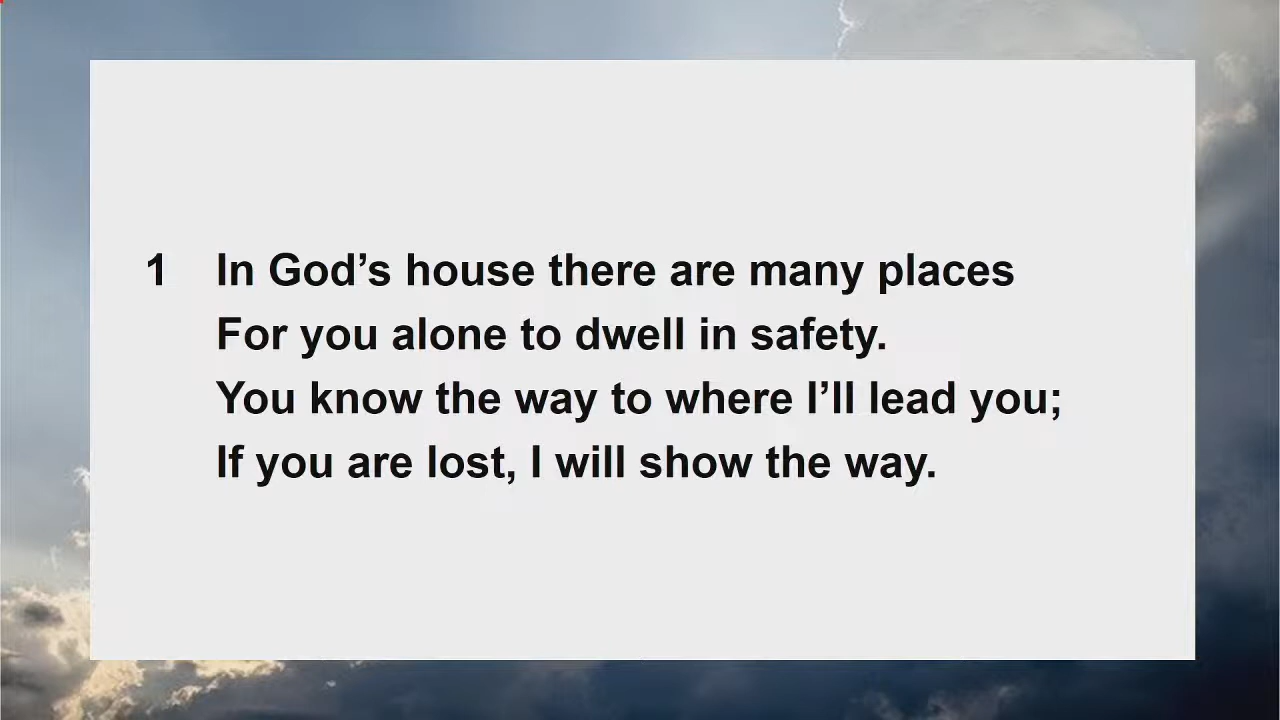 1 In God’s house there are many places
For you alone to dwell in safety.
You know the way to where I’ll lead you;
If you are lost, I will show the way.